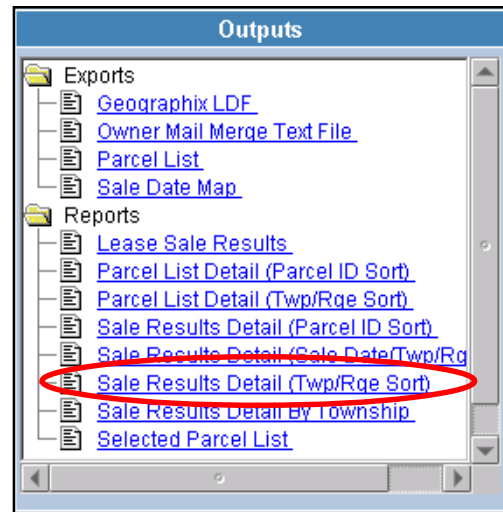 Outputs
Exports
Geographix LDF
Owner Mail Merge Text File
Parcel List
Sale Date Map
Reports
Lease Sale Results
Parcel List Detail (Parcel ID Sort)
Parcel List Detail (Twp/Rge Sort)
Sale Results Detail (Parcel ID Sort)
Sale Results Detail (Sale Date/Twp/Rg
Sale Results Detail (Twp/Rge Sort)
Sale Results Detail By Township
Selected Parcel List